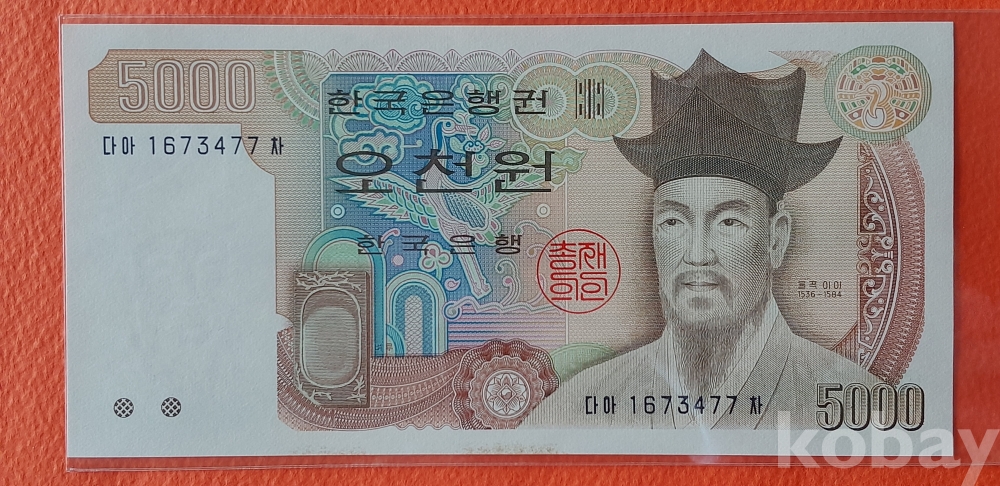 5000
한국은행권
다아 1673477 차
오천원
한국은행
총재의인
율곡 이이
1536-1584
다아 1673477 차
5000
kobay